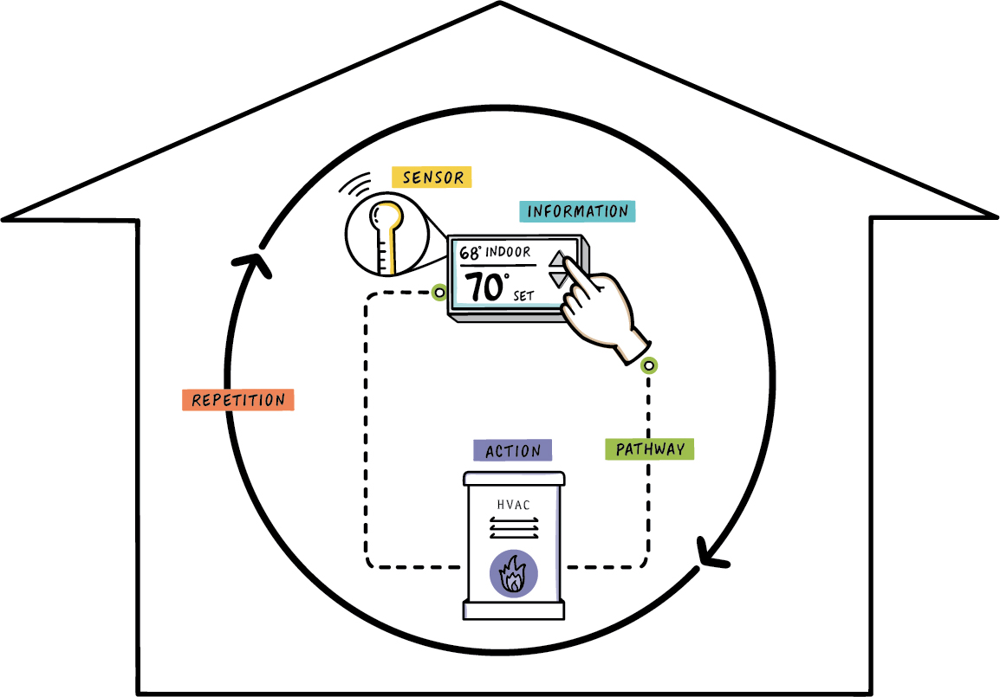 SENSOR
INFORMATION
68° INDOOR
70° SET
REPETITION
ACTION
PATHWAY
HVAC